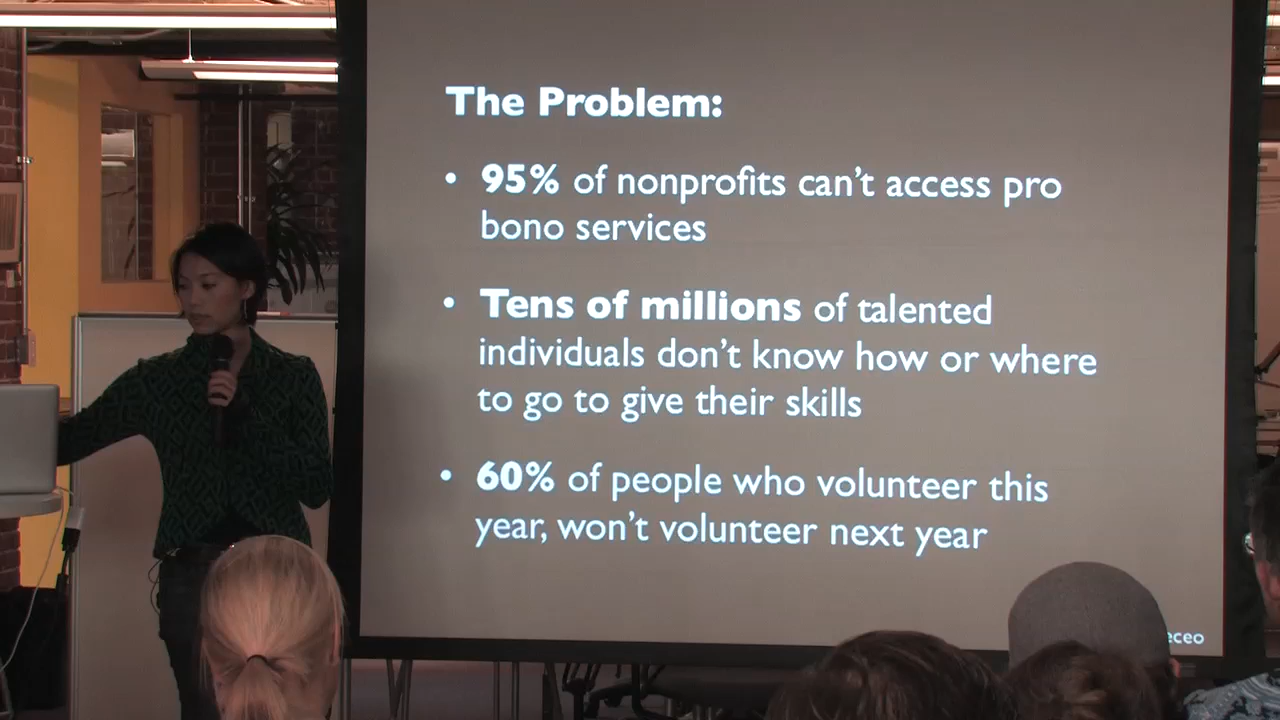 The Problem:
• 95% of nonprofits can't access pro
bono services
• Tens of millions of talented
individuals don't know how or where
to go to give their skills
• 60% of people who volunteer this
year, won't volunteer next year